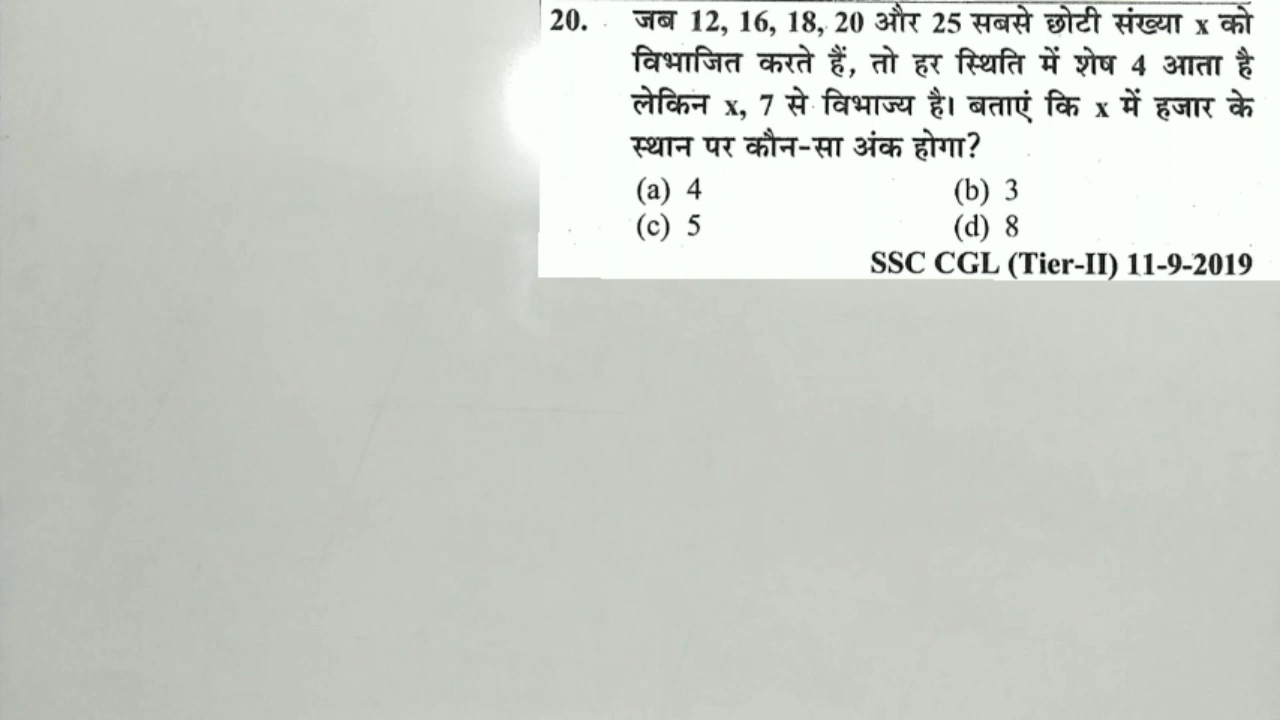 20. जब 12, 16, 18, 20 और 25 सबसे छोटी संख्या x को
विभाजित करते हैं, तो हर स्थिति में शेष 4 आता है
लेकिन x, 7 से विभाज्य है। बताएं कि x में हजार के
स्थान पर कौन-सा अंक होगा?
(a) 4 (b) 3
(c) 5 (d) 8
SSC CGL (Tier-II) 11-9-2019